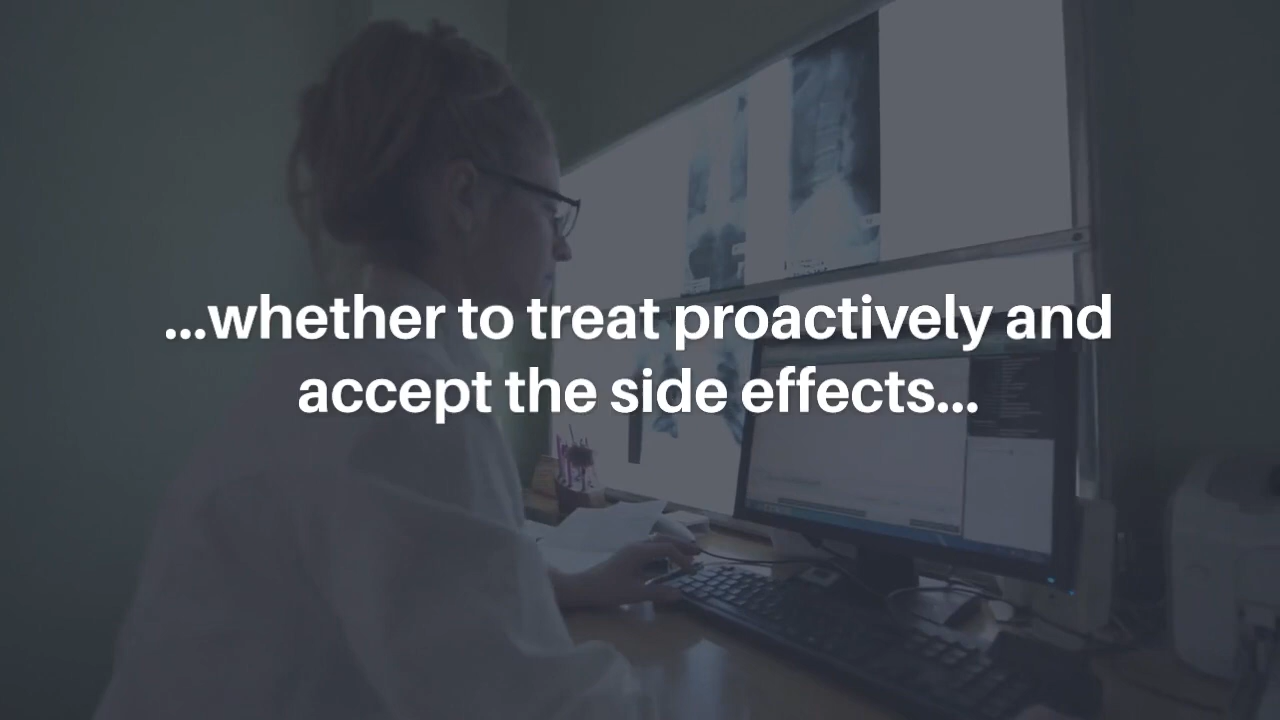 ...whether to treat proactively and
accept the side effects...